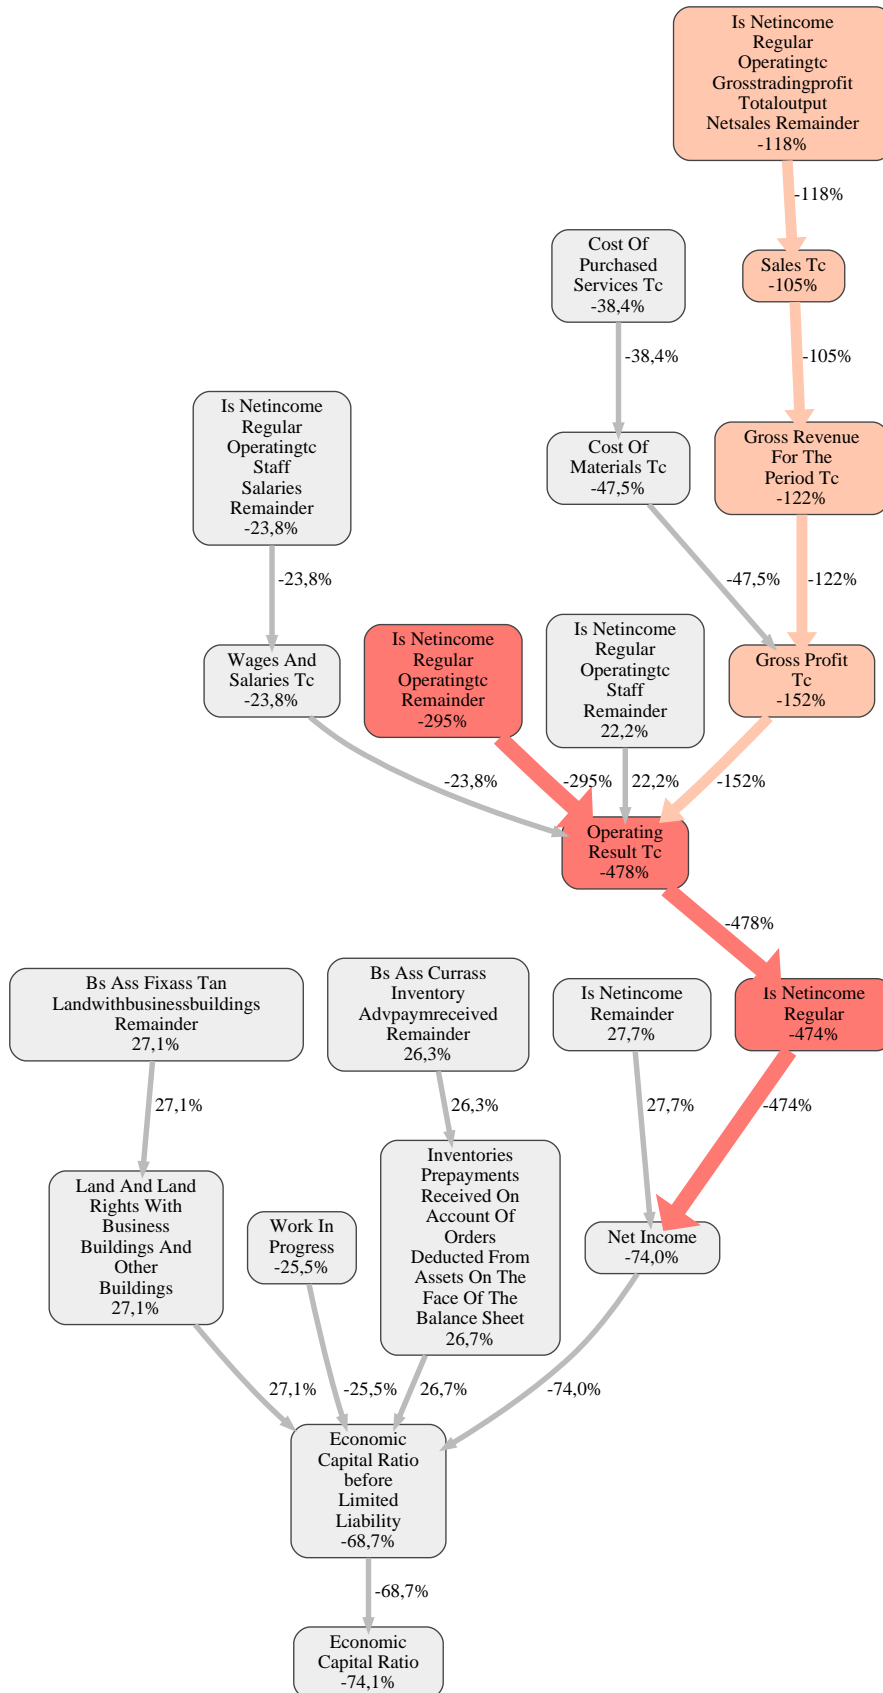 Is Netincome
Regular
Operatingtc
Grosstradingprofit
Totaloutput
Netsales Remainder
-118%
-118%
Cost Of
Purchased
Services Tc
-38,4%
Sales Tc
-105%
-38,4%
-105%
Is Netincome
Regular
Operatingtc
Staff
Salaries
Remainder
-23,8%
Cost Of
Materials Tc
-47,5%
Gross Revenue
For The
Period Tc
-122%
-23,8%
-47,5%
-122%
Wages And
Salaries Tc
-23,8%
Is Netincome
Regular
Operatingtc
Remainder
-295%
Is Netincome
Regular
Operatingtc
Staff
Remainder
22,2%
Gross Profit
Tc
-152%
-23,8%
-295%
22,2%
-152%
Operating
Result Tc
-478%
-478%
Bs Ass Fixass Tan
Landwithbusinessbuildings
Remainder
27,1%
Bs Ass Currass
Inventory
Advpaymreceived
Remainder
26,3%
Is Netincome
Remainder
27,7%
Is Netincome
Regular
-474%
27,1%
26,3%
27,7%
-474%
Land And Land
Rights With
Business
Buildings And
Other
Buildings
27,1%
Work In
Progress
-25,5%
Inventories
Prepayments
Received On
Account Of
Orders
Deducted From
Assets On The
Face Of The
Balance Sheet
26,7%
Net Income
-74,0%
27,1%
-25,5%
26,7%
-74,0%
Economic
Capital Ratio
before
Limited
Liability
-68,7%
-68,7%
Economic
Capital Ratio
-74,1%